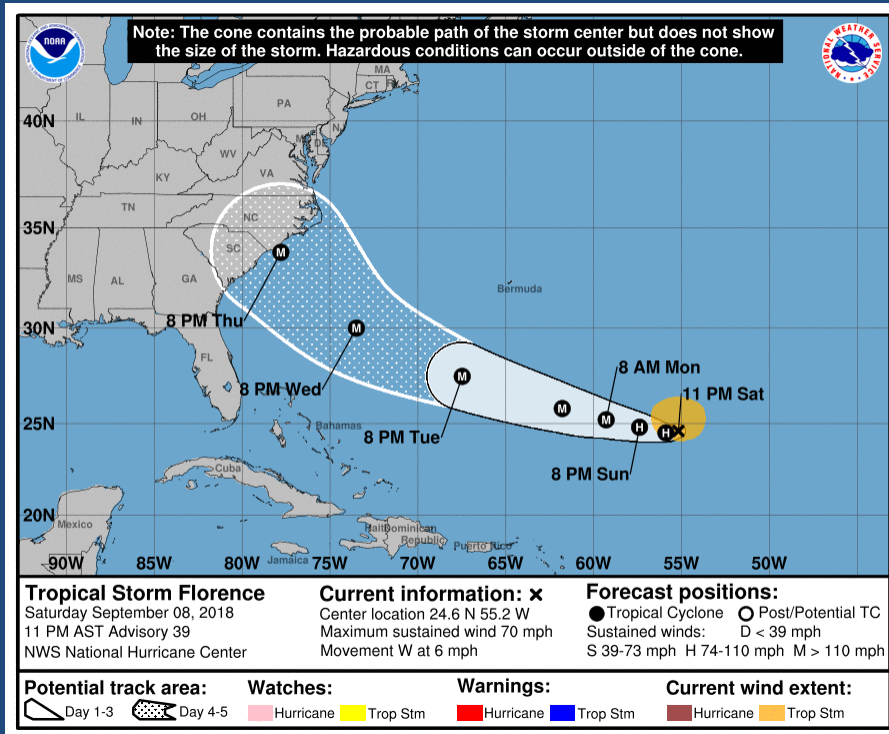 Note: The cone contains the probable path of the storm center but does not show
the size of the storm. Hazardous conditions can occur outside of the cone.
NOAA
NATIONAL WEATHER SERVICE
MA
CT
40N
IL
IN
OH
PA
WV
KY
VA
TN
NC
35N
SC
MS
AL
GA
M
Bermuda
8 PM Thu
30N
M
FL
8 PM Wed
M
8 AM Mon
11 PM Sat
M
M
25N
H
H
Bahamas
8 PM Tue
8 PM Sun
Cuba
20N
Mexico
Haiti
Dominican
Republic
Puerto Rico
Jamaica
90W 85W 80W 75W 70W 65W 60W 55W 50W
Tropical Storm Florence
Saturday September 08, 2018
11 PM AST Advisory 39
NWS National Hurricane Center
Current information: x
Center location 24.6 N 55.2 W
Maximum sustained wind 70 mph
Movement W at 6 mph
Forecast positions:
Tropical Cyclone Post/Potential TC
Sustained winds: D < 39 mph
S 39-73 mph H 74-110 mph M > 110 mph
Potential track area:
Day 1-3 Day 4-5
Watches:
Hurricane Trop Stm
Warnings:
Hurricane Trop Stm
Current wind extent:
Hurricane Trop Stm